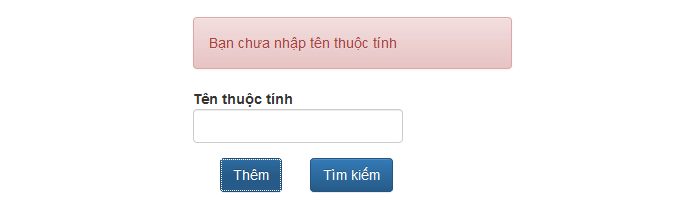 Bạn chưa nhập tên thuộc tính
Tên thuộc tính
Thêm Tìm kiếm